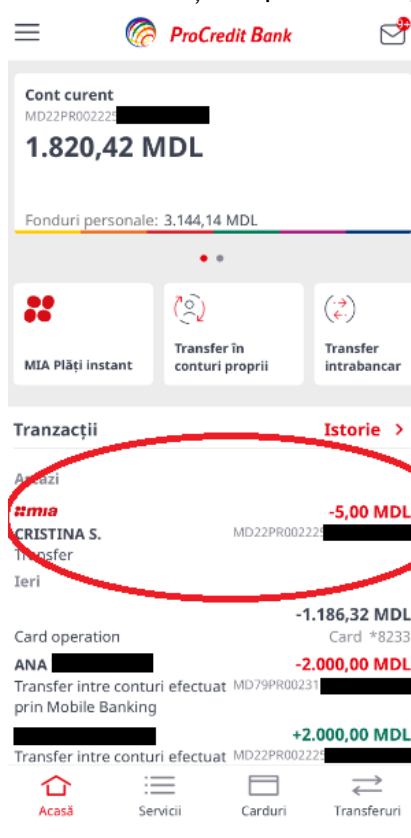 ProCredit Bank
9+
Cont curent
MD22PR002225
1.820,42 MDL
Fonduri personale: 3.144,14 MDL
MIA Plăți instant
Transfer în
conturi proprii
Transfer
intrabancar
Tranzacții
Istorie >
Astazi
mia
-5,00 MDL
CRISTINA S.
MD22PR002225
Transfer
Ieri
-1.186,32 MDL
Card operation
Card *8233
ANA
-2.000,00 MDL
Transfer intre conturi efectuat
MD79PR00231
prin Mobile Banking
+2.000,00 MDL
Transfer intre conturi efectuat
MD22PR002225
Acasă
Servicii
Carduri
Transferuri